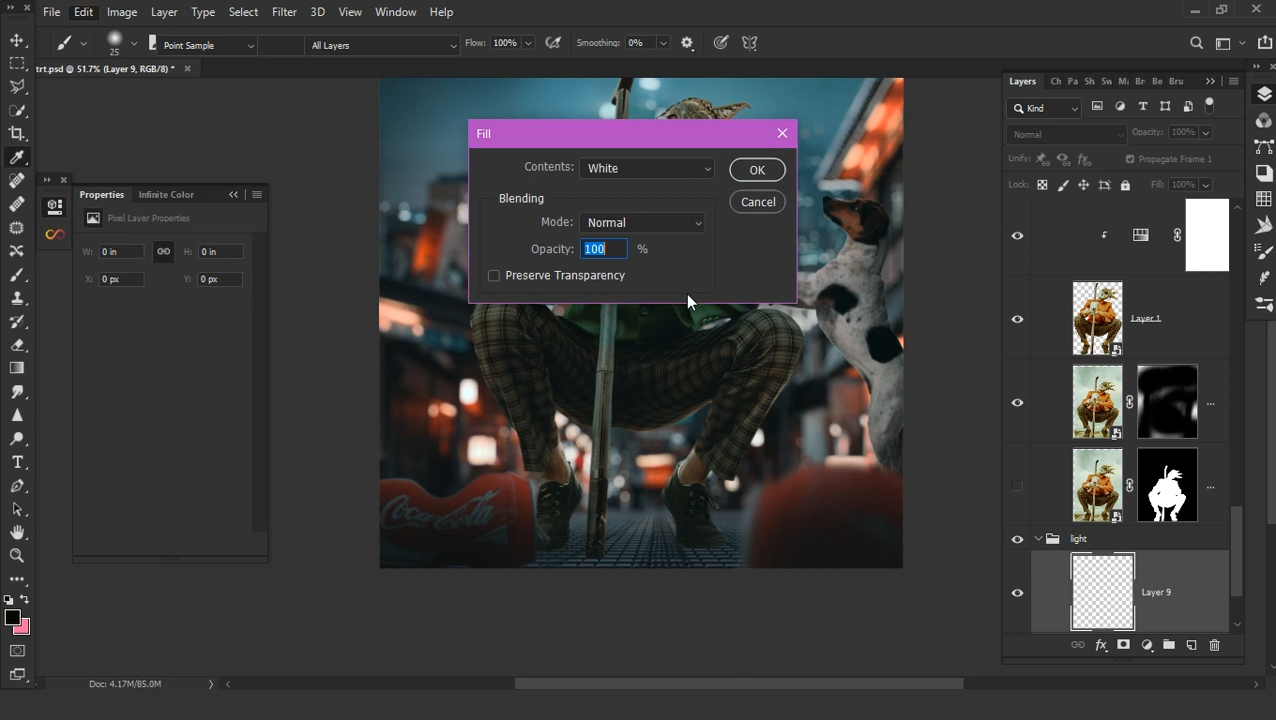 File Edit Image Layer Type Select Filter 3D View Window Help
25 Point Sample All Layers Flow: 100% Smoothing: 0%
trt.psd @ 51.7% (Layer 9, RGB/8) *
Fill
Contents: White OK
Blending Cancel
Mode: Normal
Opacity: 100 %
Preserve Transparency
Properties Infinite Color
Pixel Layer Properties
W: 0 in H: 0 in
X: 0 px Y: 0 px
Layers Ch Pa Sh Sw Ma Br Be Bru
Kind
Normal Opacity: 100%
Unify: Propagate Frame 1
Lock: Fill: 100%
Layer 1
light
Layer 9
Doc: 4.17M/85.0M